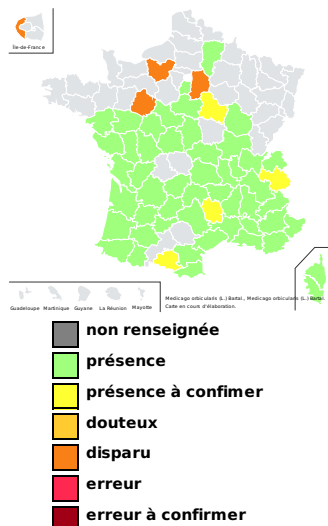 Île-de-France
Guadeloupe Martinique Guyane La Réunion Mayotte
Medicago orbicularis (L.) Bartal., Medicago orbicularis (L.) Bartal.
Carte en cours d'élaboration.
non renseignée
présence
présence à confimer
douteux
disparu
erreur
erreur à confirmer